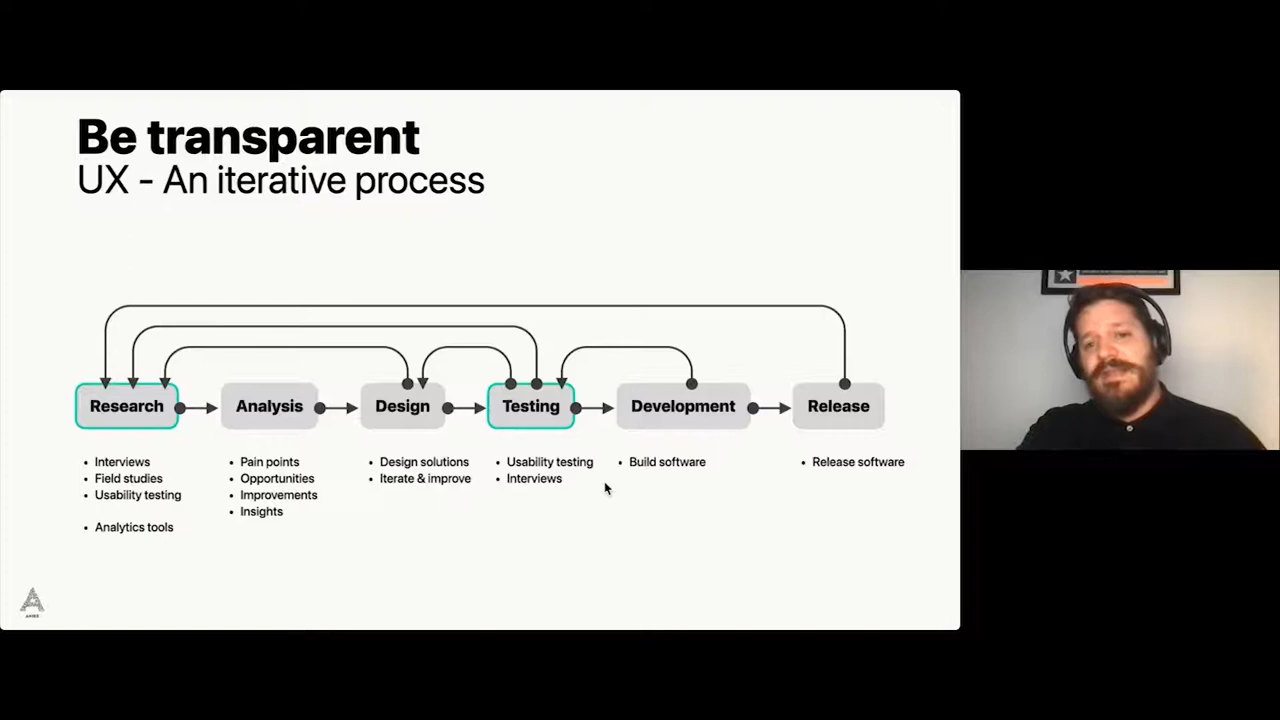 Be transparent
UX - An iterative process
Research
Analysis
Design
Testing
Development
Release
• Interviews
• Field studies
• Usability testing
• Analytics tools
• Pain points
• Opportunities
• Improvements
• Insights
• Design solutions
• Iterate & improve
• Usability testing
• Interviews
• Build software
• Release software